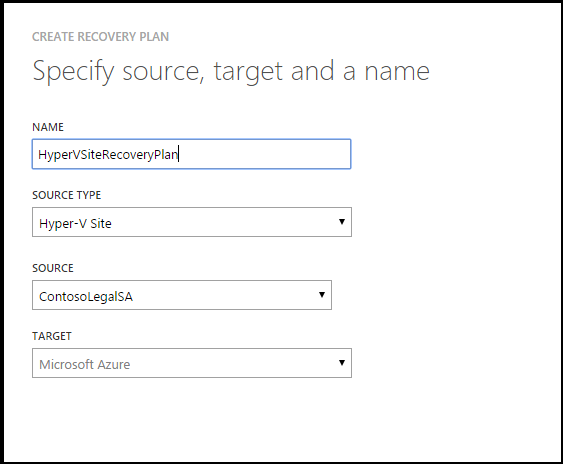 CREATE RECOVERY PLAN
Specify source, target and a name
NAME
HyperVSiteRecoveryPlan
SOURCE TYPE
Hyper-V Site
SOURCE
ContosoLegalSA
TARGET
Microsoft Azure